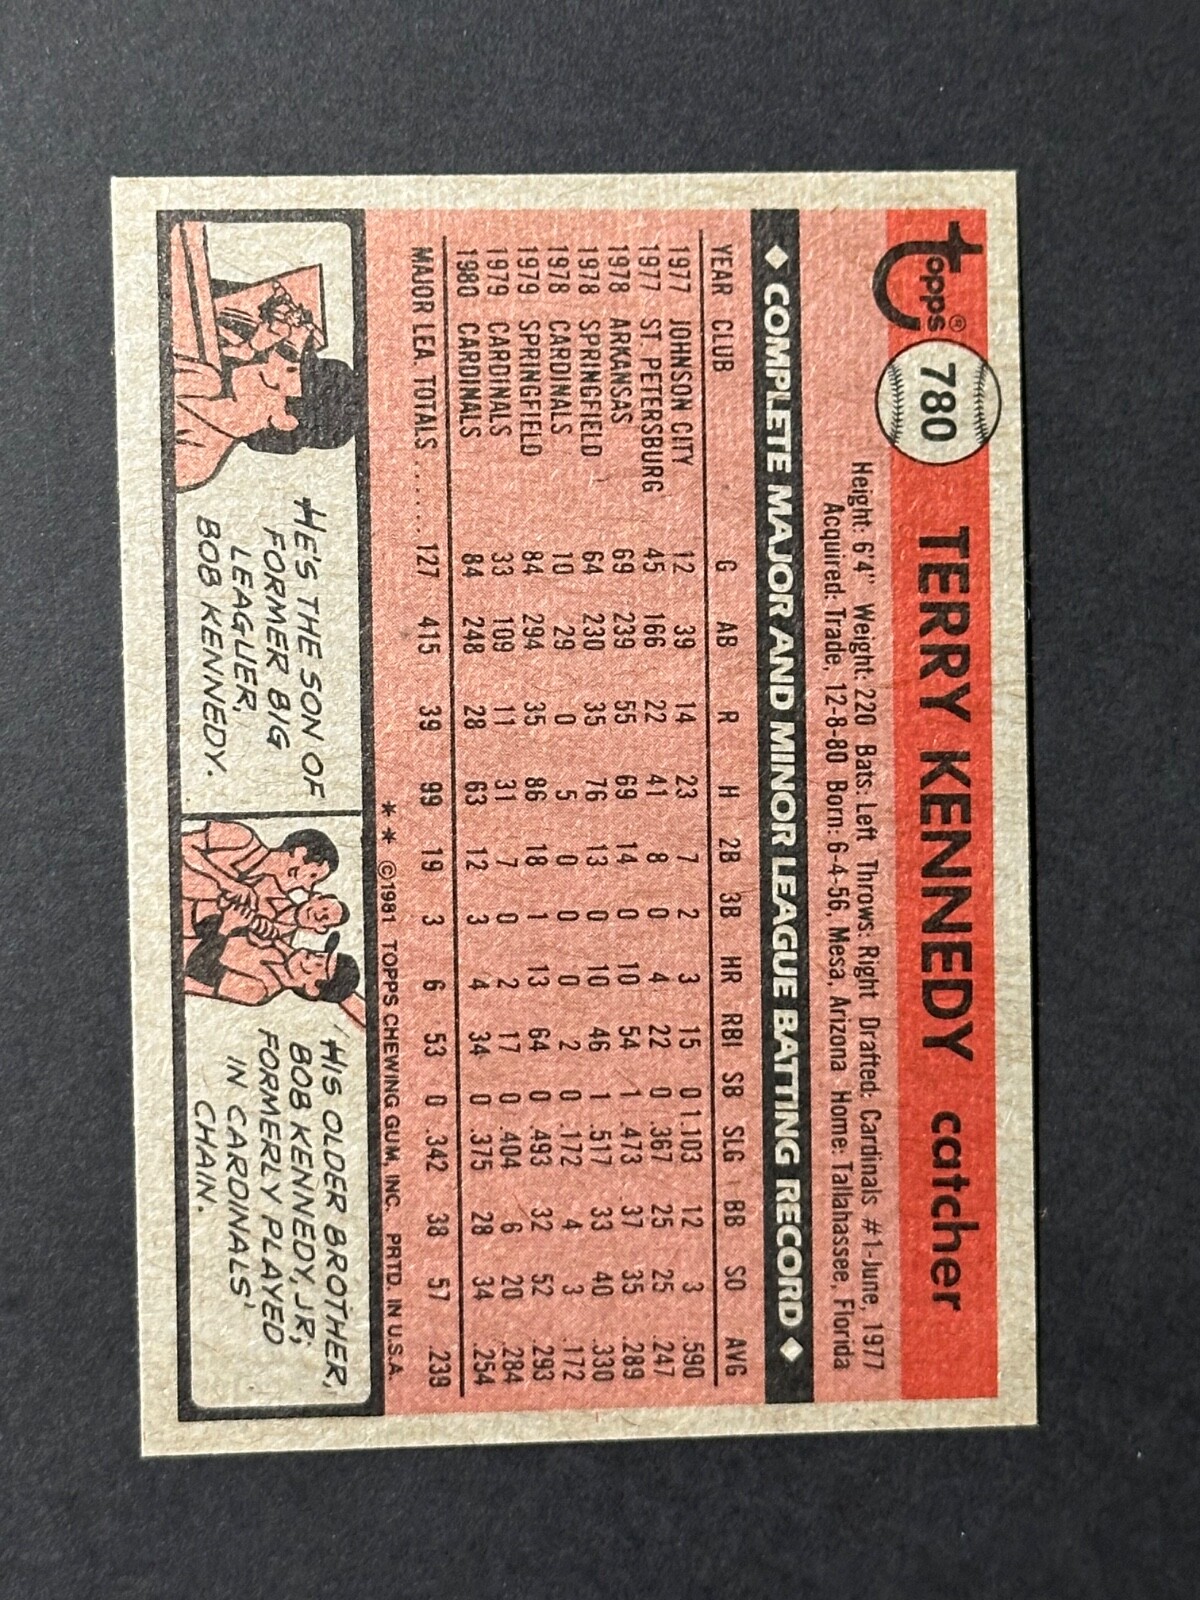 topps®
780
TERRY KENNEDY catcher
Height: 6'4" Weight: 220 Bats: Left Throws: Right Drafted: Cardinals #1-June, 1977
Acquired: Trade, 12-8-80 Born: 6-4-56, Mesa, Arizona Home: Tallahassee, Florida
◆ COMPLETE MAJOR AND MINOR LEAGUE BATTING RECORD ◆
YEAR CLUB G AB R H 2B 3B HR RBI SB SLG BB SO AVG
1977 JOHNSON CITY 12 39 14 23 7 2 3 15 0 1.103 12 3 .590
1977 ST. PETERSBURG 45 166 22 41 8 0 4 22 0 .367 25 25 .247
1978 ARKANSAS 69 239 55 69 14 0 10 54 1 .473 37 35 .289
1978 SPRINGFIELD 64 230 35 76 13 0 10 46 1 .517 33 40 .330
1978 CARDINALS 10 29 0 5 0 0 0 2 0 .172 4 3 .172
1979 SPRINGFIELD 84 294 35 86 18 1 13 64 0 .493 32 52 .293
1979 CARDINALS 33 109 11 31 7 0 2 17 0 .404 6 20 .284
1980 CARDINALS 84 248 28 63 12 3 4 34 0 .375 28 34 .254
MAJOR LEA. TOTALS ...... 127 415 39 99 19 3 6 53 0 .342 38 57 .239
** ©1981 TOPPS CHEWING GUM, INC. PRTD. IN U.S.A.
HE'S THE SON OF
FORMER BIG
LEAGUER,
BOB KENNEDY.
HIS OLDER BROTHER,
BOB KENNEDY, JR.,
FORMERLY PLAYED
IN CARDINALS'
CHAIN.